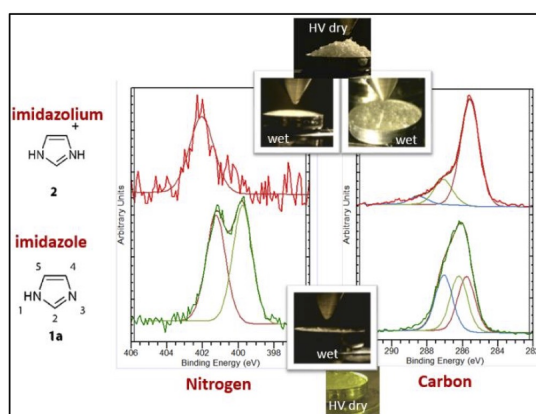 HV dry
imidazolium
+
HN
NH
2
wet
wet
Arbitrary Units
Arbitrary Units
imidazole
5
4
HN
N
1
3
2
1a
wet
406
404
402
400
398
Binding Energy (eV)
290
288
286
284
282
Binding Energy (eV)
Nitrogen
HV. dry
Carbon